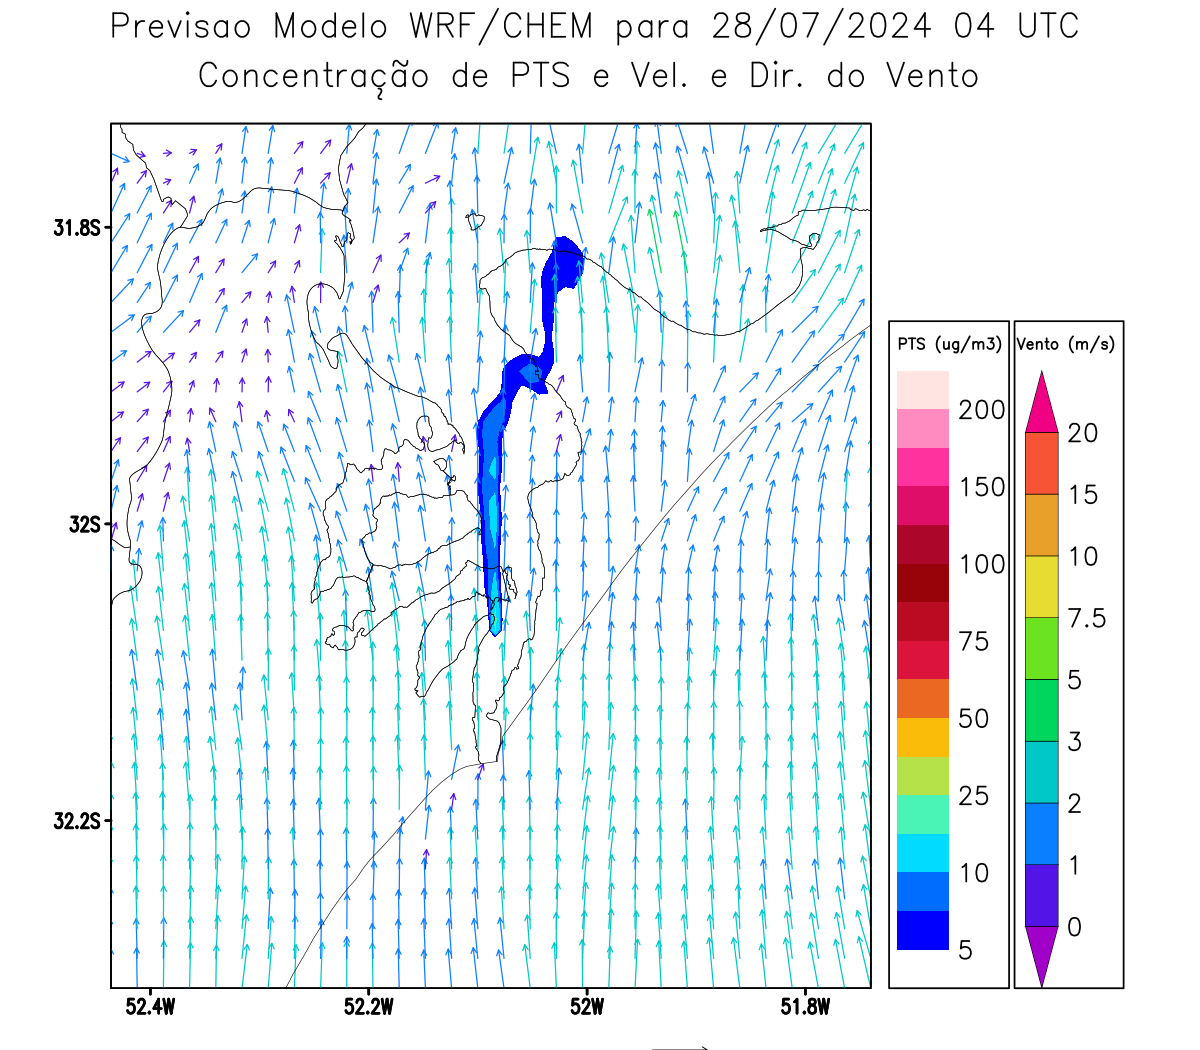 Previsao Modelo WRF/CHEM para 28/07/2024 04 UTC
Concentração de PTS e Vel. e Dir. do Vento
31.8S
32S
32.2S
52.4W
52.2W
52W
51.8W
PTS (ug/m3)
200
150
100
75
50
25
10
5
Vento (m/s)
20
15
10
7.5
5
3
2
1
0